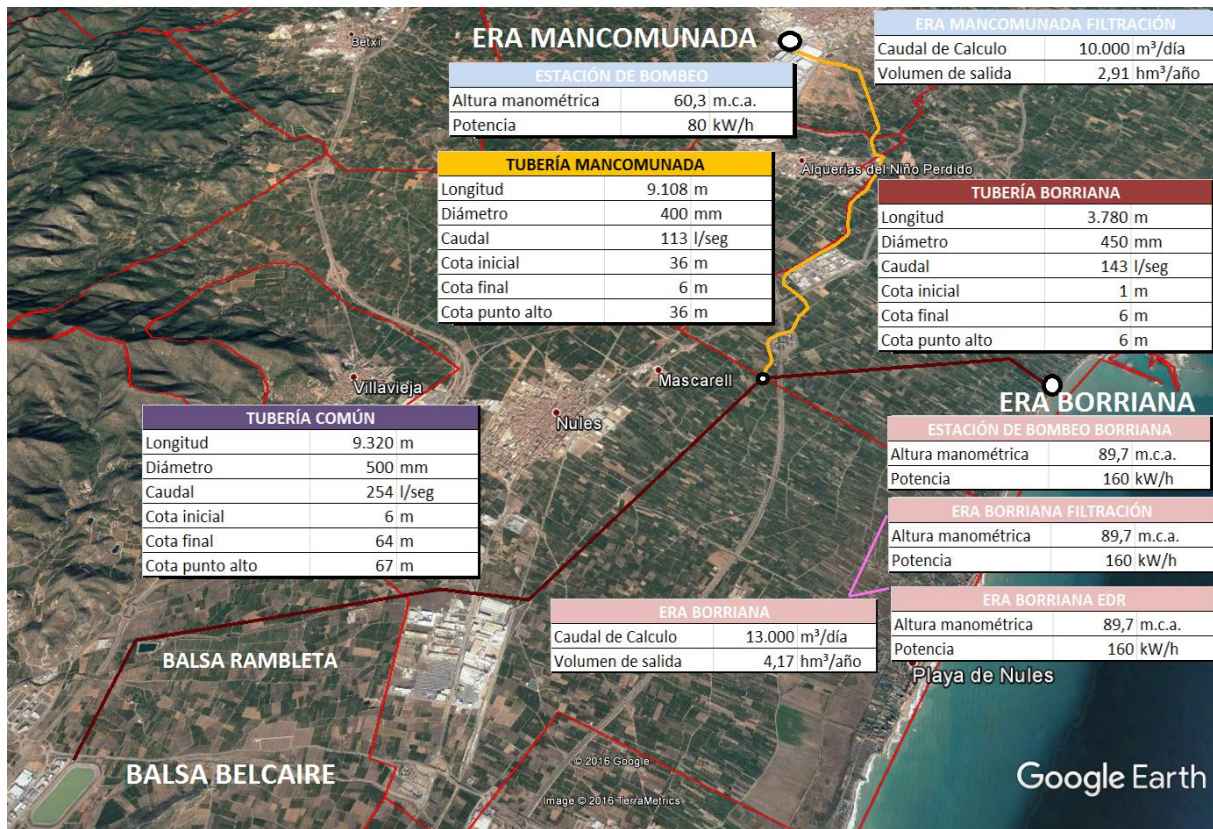 Betxi
ERA MANCOMUNADA
ERA MANCOMUNADA FILTRACIÓN
Caudal de Calculo 10.000 m³/día
Volumen de salida 2,91 hm³/año
ESTACIÓN DE BOMBEO
Altura manométrica 60,3 m.c.a.
Potencia 80 kW/h
TUBERÍA MANCOMUNADA
Longitud 9.108 m
Diámetro 400 mm
Caudal 113 l/seg
Cota inicial 36 m
Cota final 6 m
Cota punto alto 36 m
Alquerías del Niño Perdido
TUBERÍA BORRIANA
Longitud 3.780 m
Diámetro 450 mm
Caudal 143 l/seg
Cota inicial 1 m
Cota final 6 m
Cota punto alto 6 m
Villavieja
Mascarell
Nules
ERA BORRIANA
TUBERÍA COMÚN
Longitud 9.320 m
Diámetro 500 mm
Caudal 254 l/seg
Cota inicial 6 m
Cota final 64 m
Cota punto alto 67 m
ESTACIÓN DE BOMBEO BORRIANA
Altura manométrica 89,7 m.c.a.
Potencia 160 kW/h
ERA BORRIANA FILTRACIÓN
Altura manométrica 89,7 m.c.a.
Potencia 160 kW/h
ERA BORRIANA EDR
Altura manométrica 89,7 m.c.a.
Potencia 160 kW/h
ERA BORRIANA
Caudal de Calculo 13.000 m³/día
Volumen de salida 4,17 hm³/año
BALSA RAMBLETA
Playa de Nules
BALSA BELCAIRE
© 2016 Google
Image © 2016 TerraMetrics
Google Earth